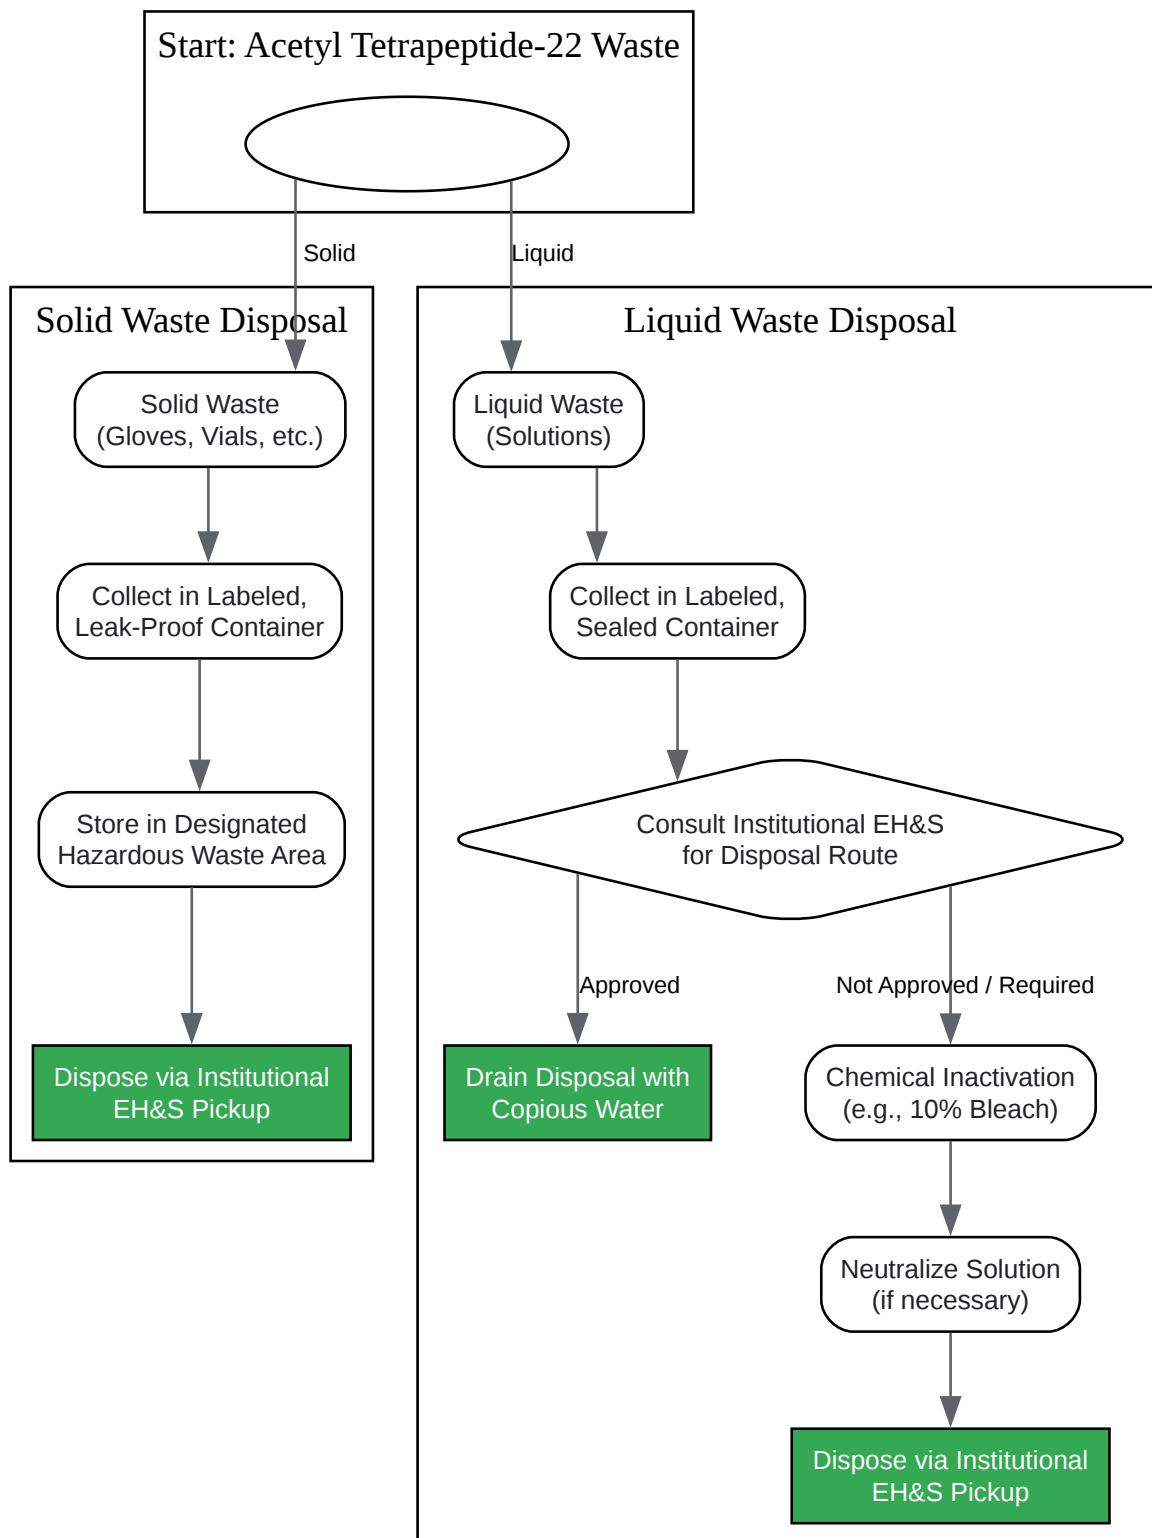 Start: Acetyl Tetrapeptide-22 Waste
Solid
Liquid
Solid Waste Disposal
Solid Waste
(Gloves, Vials, etc.)
Collect in Labeled,
Leak-Proof Container
Store in Designated
Hazardous Waste Area
Dispose via Institutional
EH&S Pickup
Liquid Waste Disposal
Liquid Waste
(Solutions)
Collect in Labeled,
Sealed Container
Consult Institutional EH&S
for Disposal Route
Approved
Not Approved / Required
Drain Disposal with
Copious Water
Chemical Inactivation
(e.g., 10% Bleach)
Neutralize Solution
(if necessary)
Dispose via Institutional
EH&S Pickup